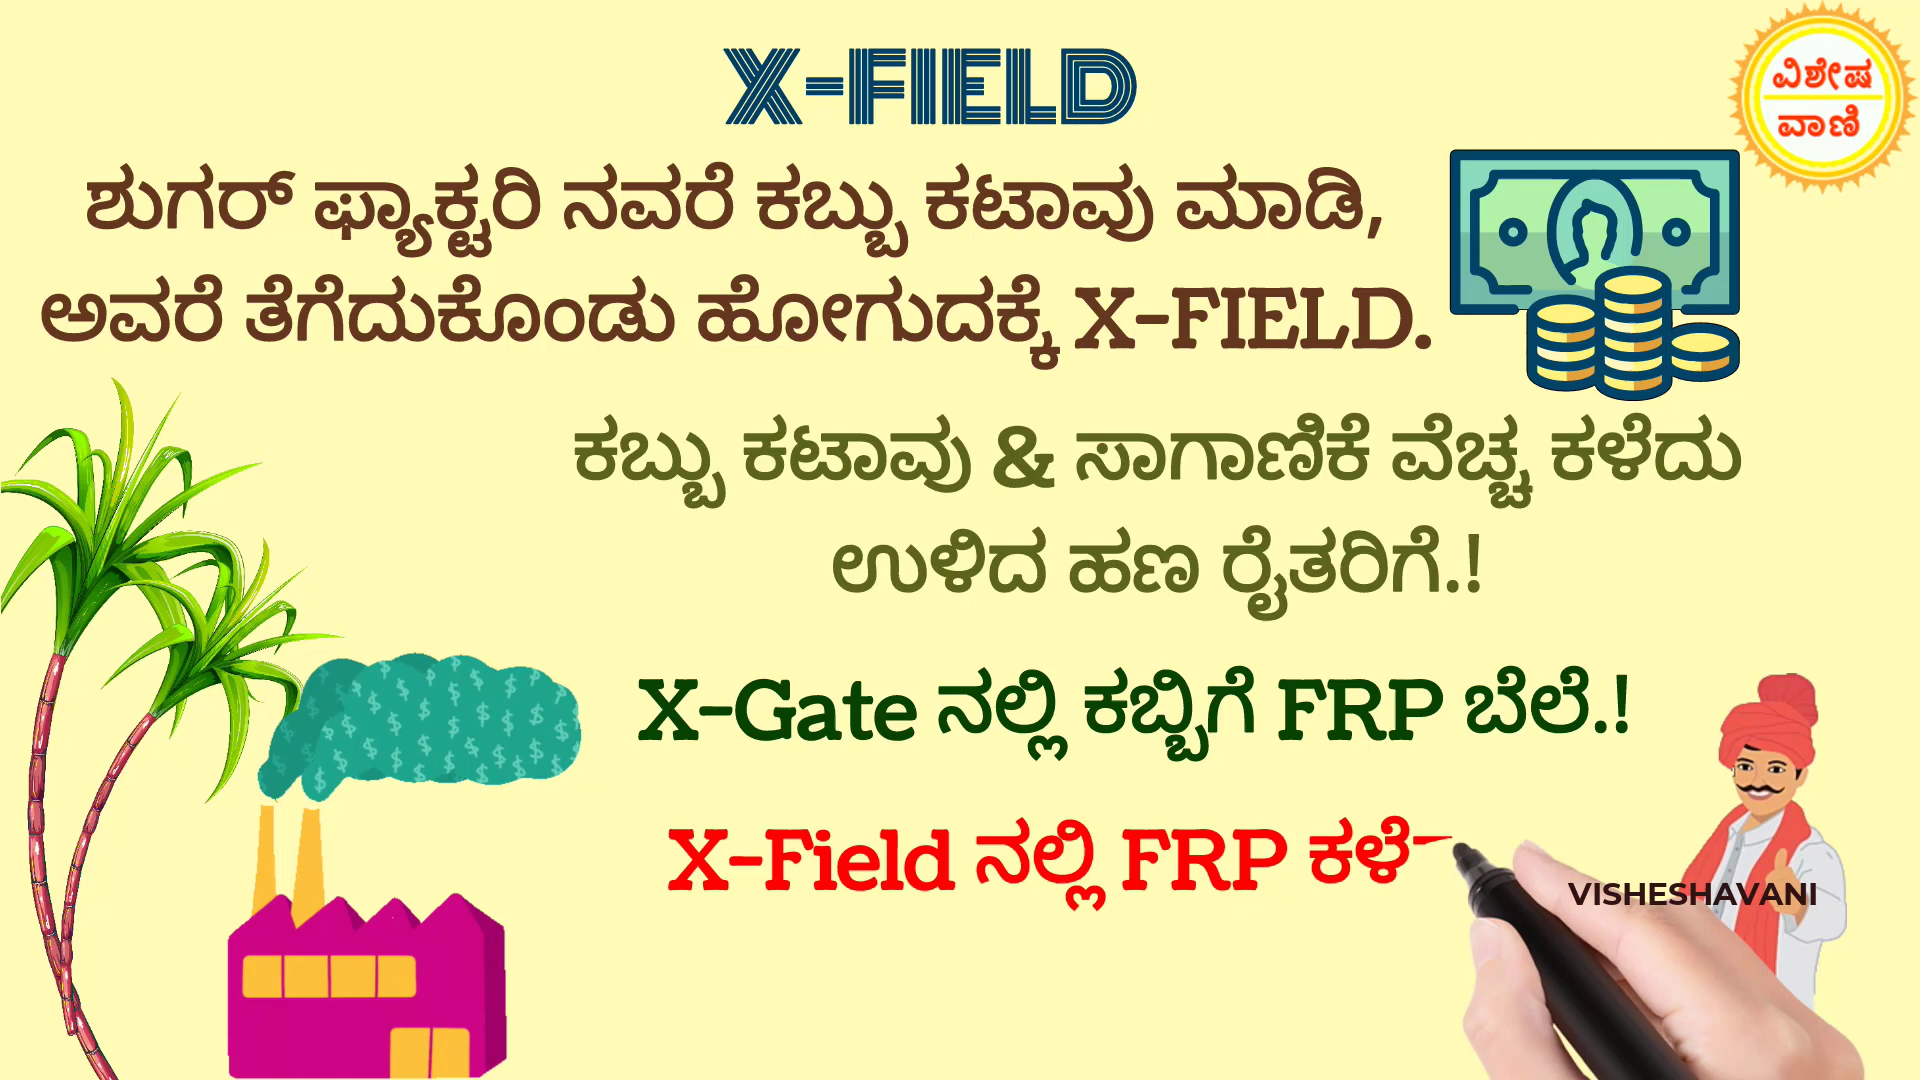 X-FIELD
ವಿಶೇಷ
ವಾಣಿ
ಶುಗರ್ ಫ್ಯಾಕ್ಟರಿ ನವರೆ ಕಬ್ಬು ಕಟಾವು ಮಾಡಿ,
ಅವರೆ ತೆಗೆದುಕೊಂಡು ಹೋಗುದಕ್ಕೆ X-FIELD.
ಕಬ್ಬು ಕಟಾವು & ಸಾಗಾಣಿಕೆ ವೆಚ್ಚ ಕಳೆದು
ಉಳಿದ ಹಣ ರೈತರಿಗೆ.!
X-Gate ನಲ್ಲಿ ಕಬ್ಬಿಗೆ FRP ಬೆಲೆ.!
X-Field ನಲ್ಲಿ FRP ಕಳೆ
VISHESHAVANI